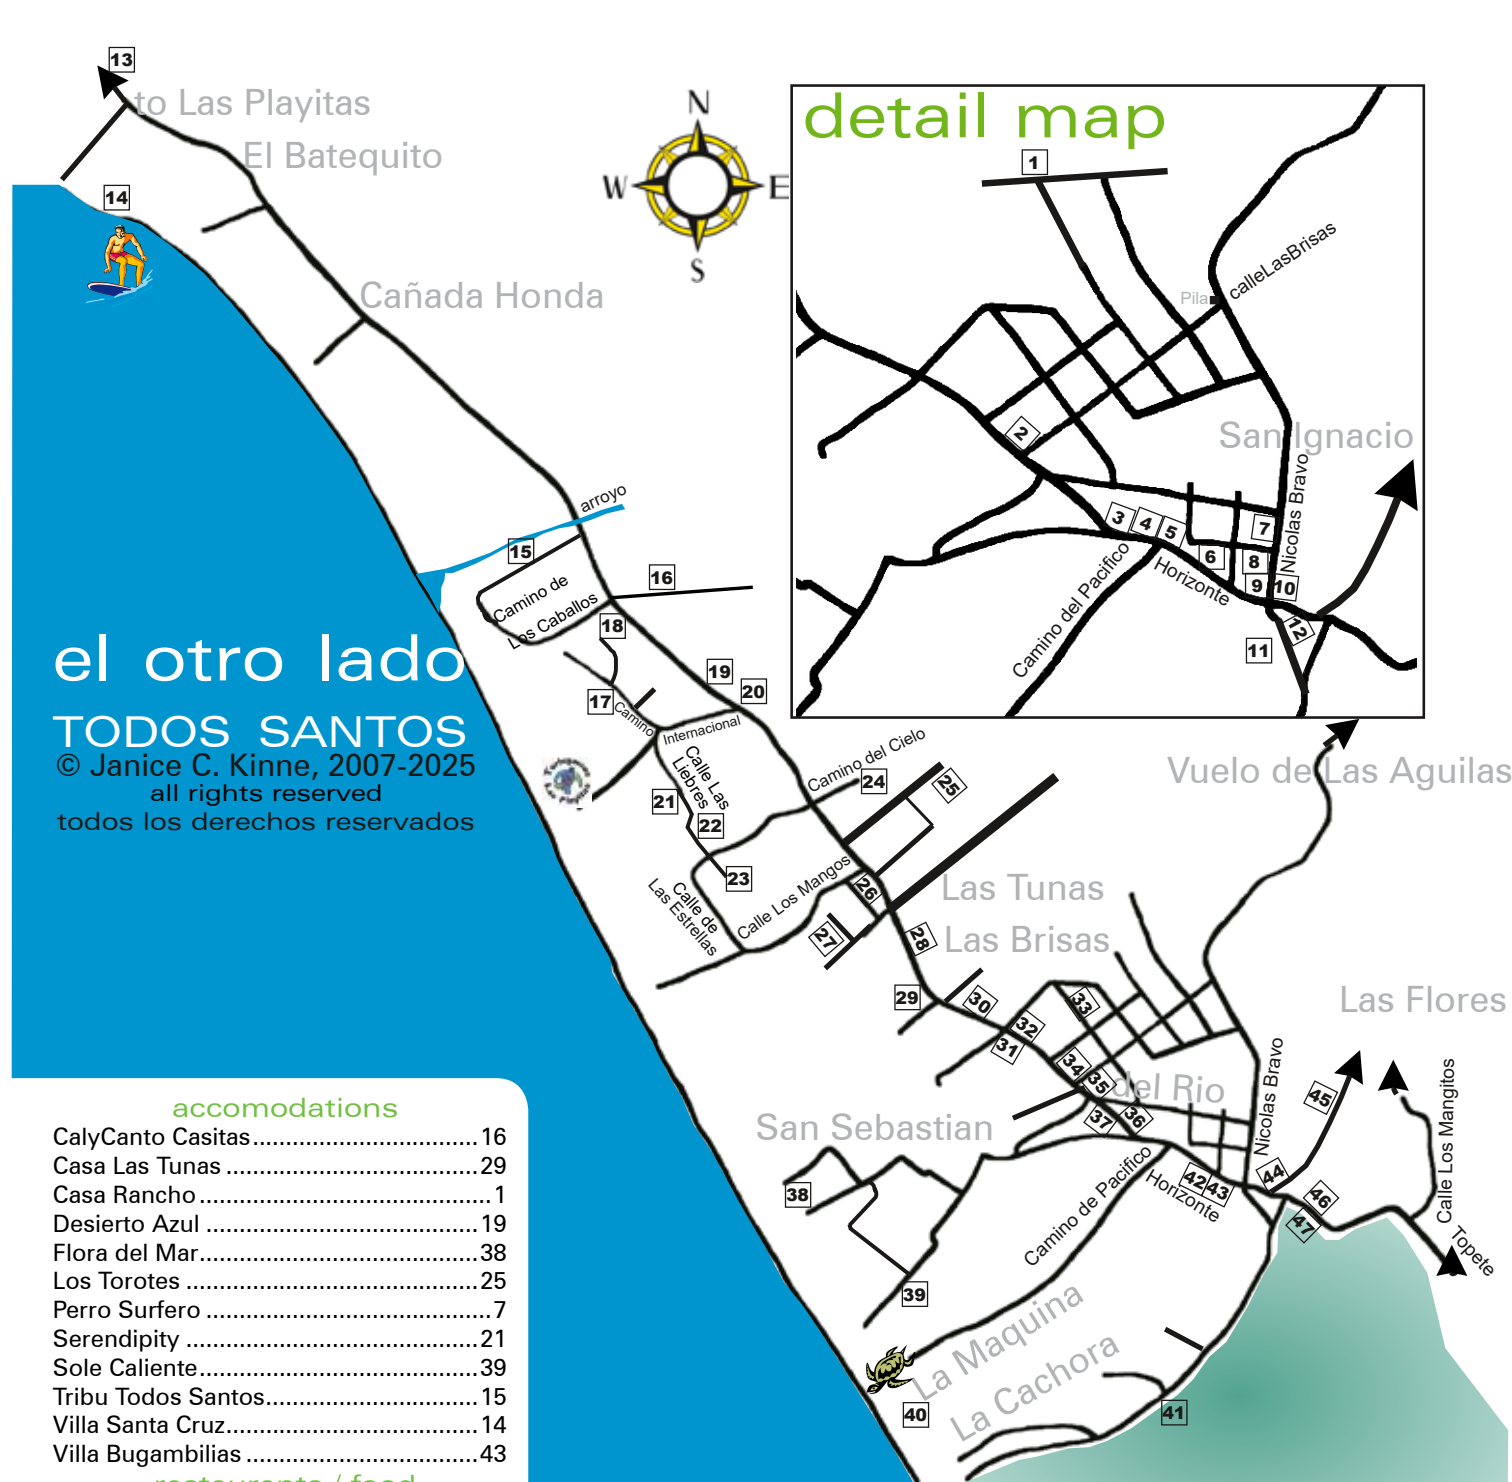 13
to Las Playitas
El Batequito
14
N
W
E
S
Cañada Honda
detail map
1
calleLasBrisas
Pila
2
San Ignacio
Nicolas Bravo
3
4
5
6
7
8
9
10
11
12
Camino del Pacifico
Horizonte
arroyo
15
16
Camino de
Los Caballos
18
17
19
20
Camino
Internacional
el otro lado
TODOS SANTOS
© Janice C. Kinne, 2007-2025
all rights reserved
todos los derechos reservados
Calle Las
Liebres
21
22
23
Camino del Cielo
24
25
Vuelo de Las Aguilas
Calle de
Las Estrellas
Calle Los Mangos
26
27
28
Las Tunas
Las Brisas
29
30
31
32
33
34
35
36
37
Las Flores
del Rio
San Sebastian
38
39
Nicolas Bravo
Calle Los Mangitos
45
44
42
43
46
47
Topete
Camino de Pacifico
Horizonte
La Maquina
La Cachora
40
41
accomodations
CalyCanto Casitas.................................16
Casa Las Tunas .....................................29
Casa Rancho ..........................................1
Desierto Azul ........................................19
Flora del Mar.........................................38
Los Torotes ...........................................25
Perro Surfero ..........................................7
Serendipity ...........................................21
Sole Caliente.........................................39
Tribu Todos Santos...............................15
Villa Santa Cruz.....................................14
Villa Bugambilias ..................................43
restaurants / food